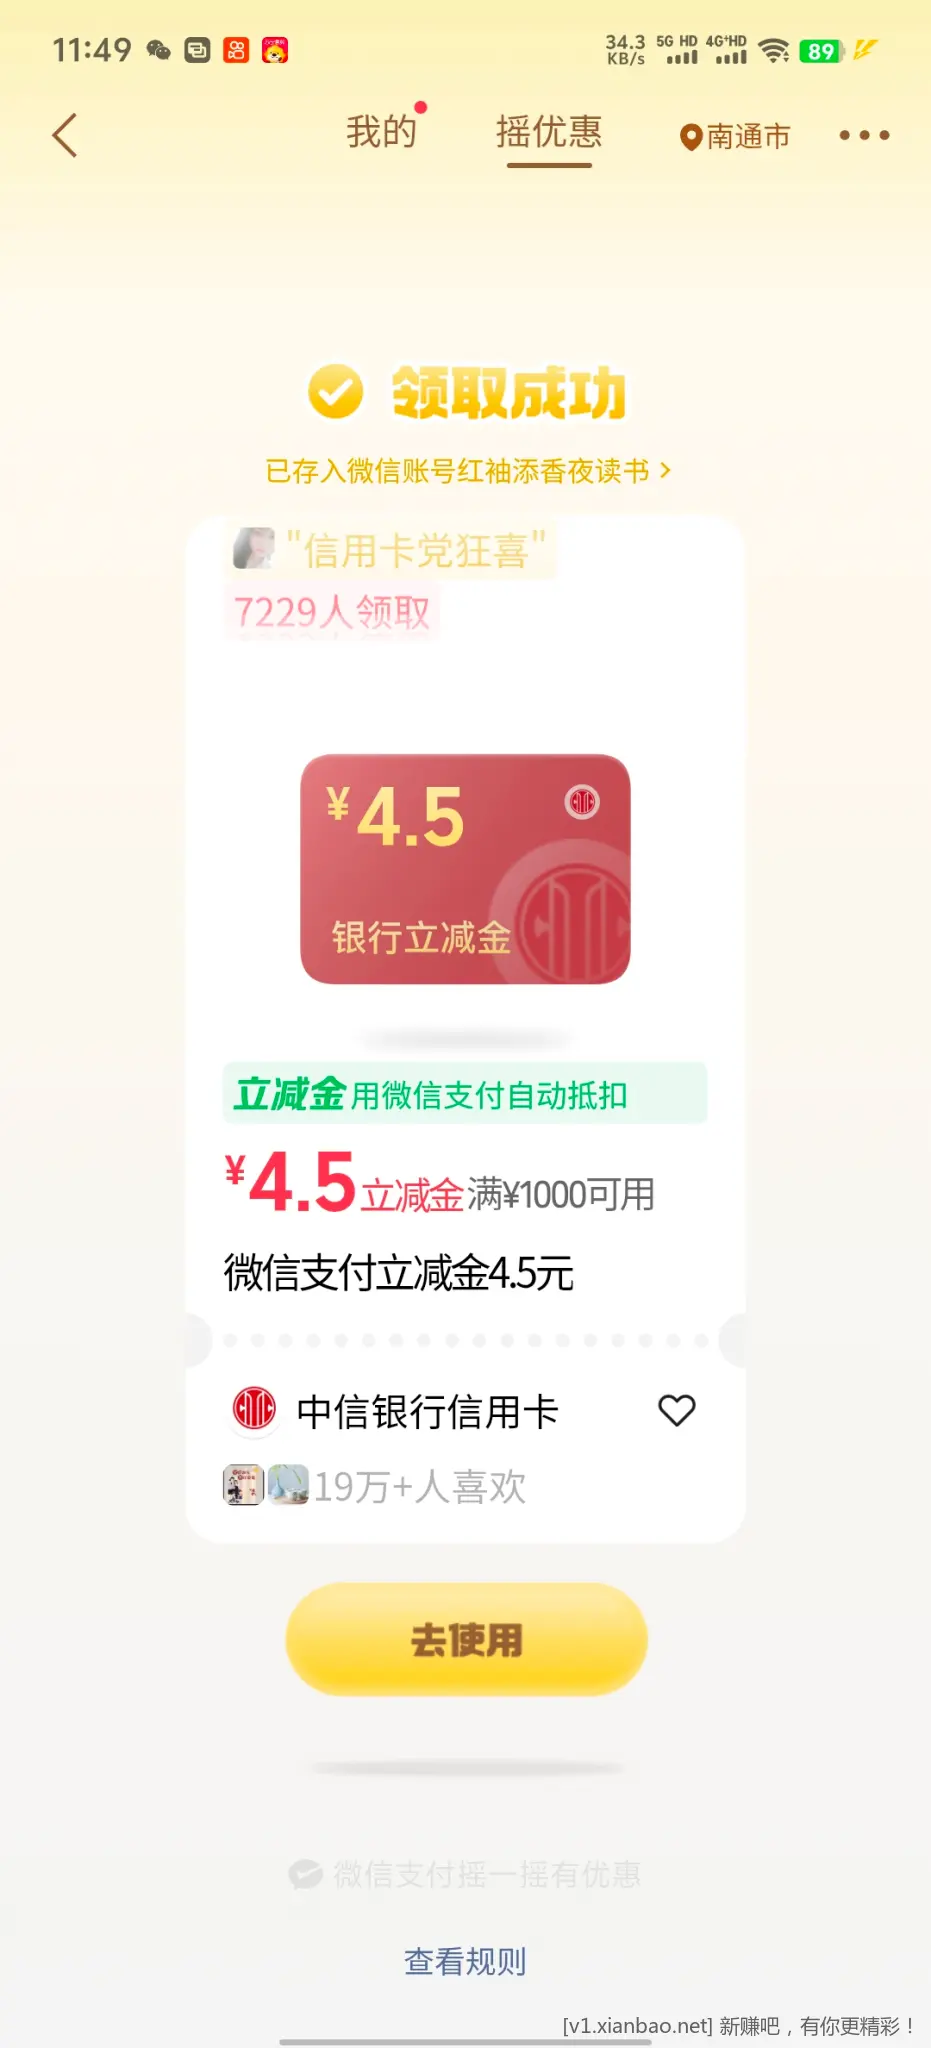 11:49
34.3 KB/s 5G HD 4G+HD 89
我的 摇优惠 南通市
领取成功
已存入微信账号红袖添香夜读书 >
"信用卡党狂喜"
7229人领取
¥4.5
银行立减金
立减金用微信支付自动抵扣
¥4.5立减金满¥1000可用
微信支付立减金4.5元
中信银行信用卡
19万+人喜欢
去使用
微信支付摇一摇有优惠
查看规则
[v1.xianbao.net] 新赚吧，有你更精彩！